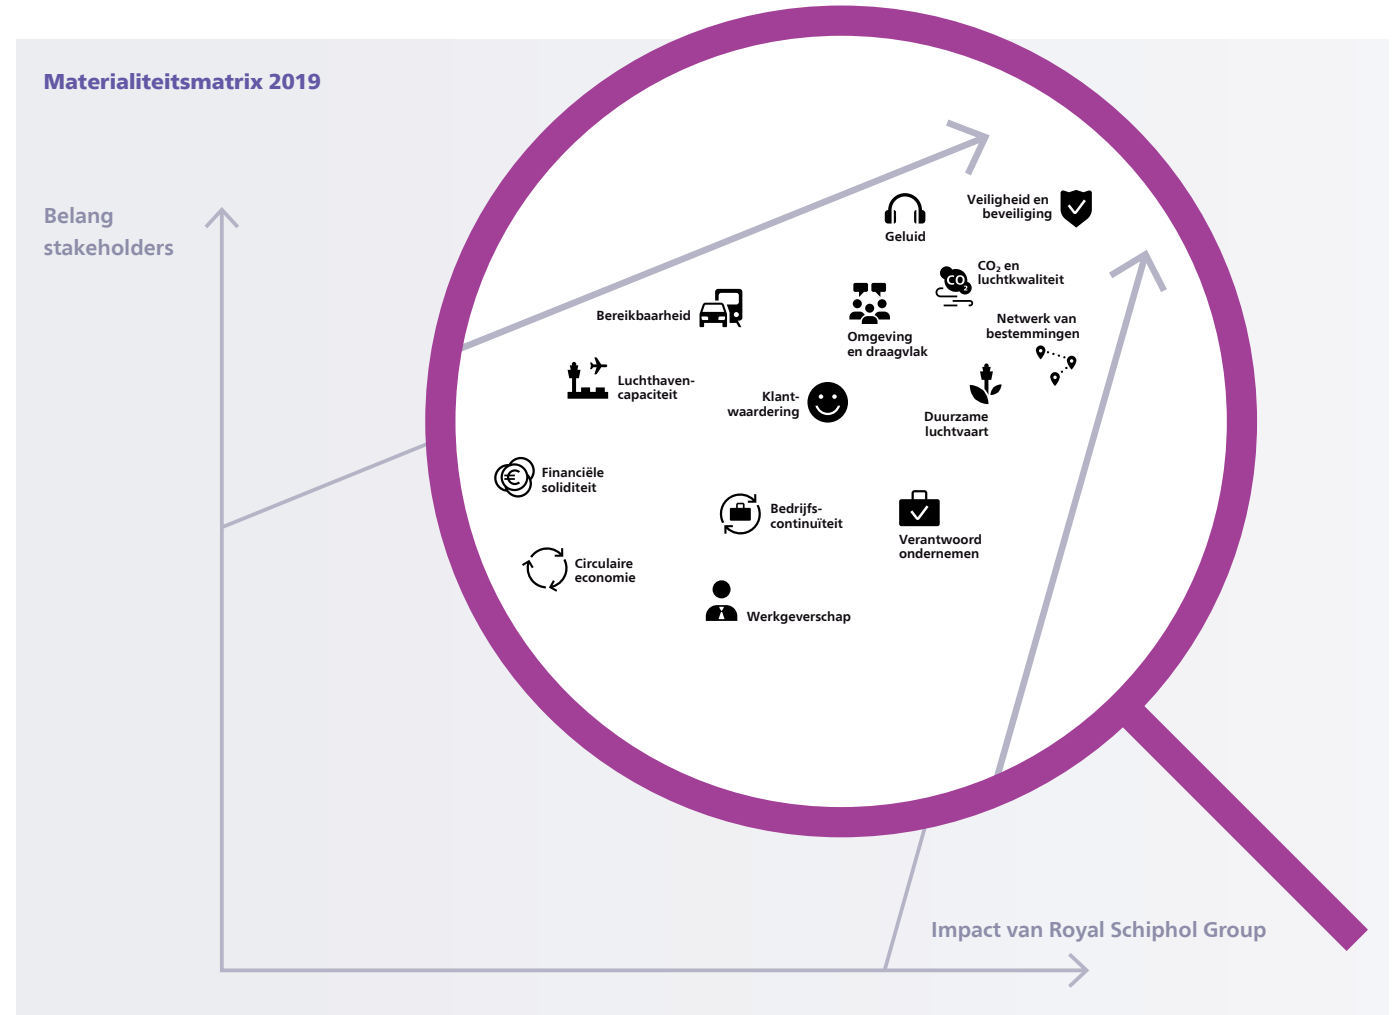 Materialiteitsmatrix 2019
Belang
stakeholders
Geluid
Veiligheid en
beveiliging
CO₂ en
luchtkwaliteit
CO₂
Bereikbaarheid
Omgeving
en draagvlak
Netwerk van
bestemmingen
Luchthaven-
capaciteit
Klant-
waardering
Duurzame
luchtvaart
€
Financiële
soliditeit
Bedrijfs-
continuïteit
Verantwoord
ondernemen
Circulaire
economie
Werkgeverschap
Impact van Royal Schiphol Group